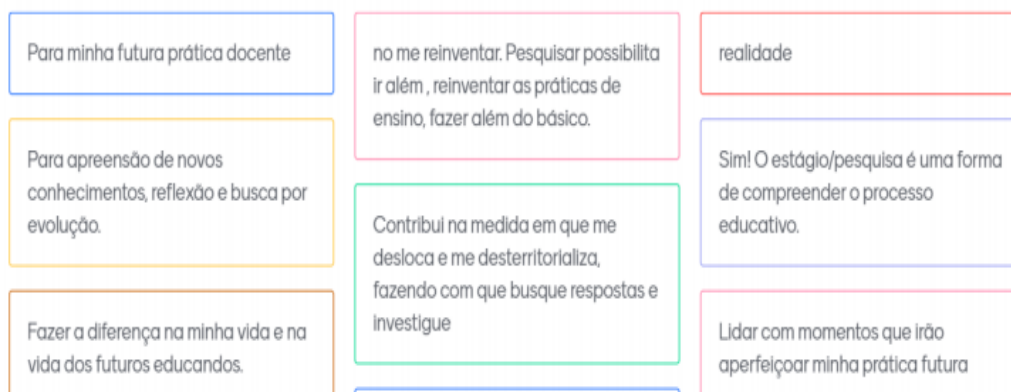 Para minha futura prática docente
Para apreensão de novos
conhecimentos, reflexão e busca por
evolução.
Fazer a diferença na minha vida e na
vida dos futuros educandos.
no me reinventar. Pesquisar possibilita
ir além , reinventar as práticas de
ensino, fazer além do básico.
Contribui na medida em que me
desloca e me desterritorializa,
fazendo com que busque respostas e
investigue
realidade
Sim! O estágio/pesquisa é uma forma
de compreender o processo
educativo.
Lidar com momentos que irão
aperfeiçoar minha prática futura